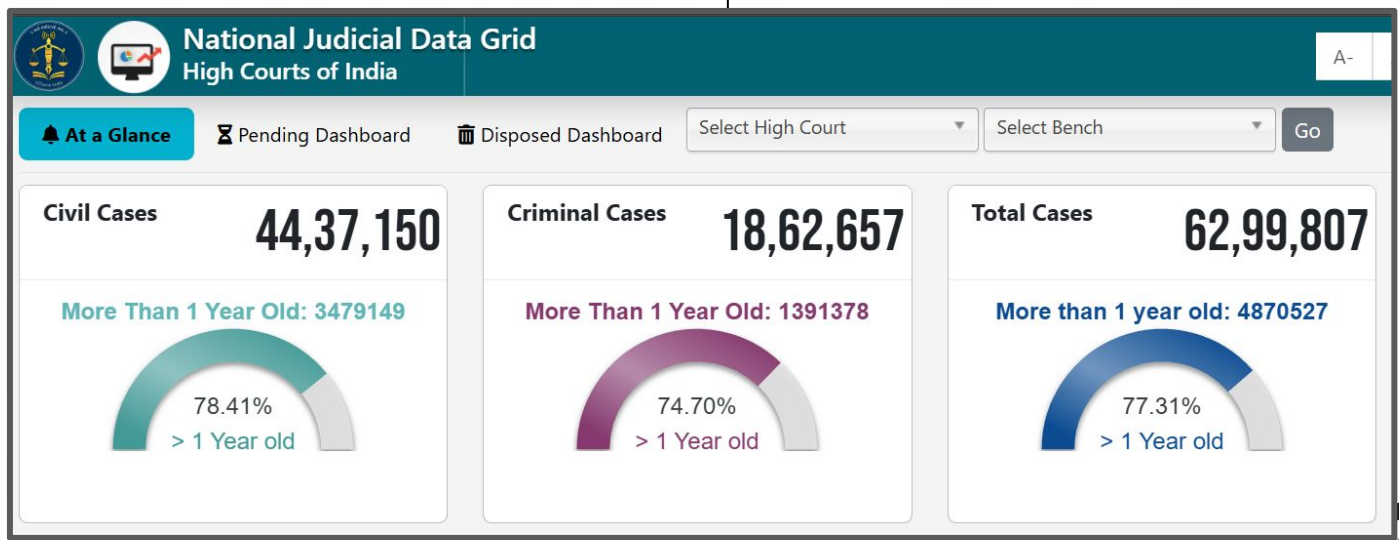 National Judicial Data Grid
High Courts of India
A-
At a Glance
Pending Dashboard
Disposed Dashboard
Select High Court
Select Bench
Go
Civil Cases
44,37,150
More Than 1 Year Old: 3479149
78.41%
> 1 Year old
Criminal Cases
18,62,657
More Than 1 Year Old: 1391378
74.70%
> 1 Year old
Total Cases
62,99,807
More than 1 year old: 4870527
77.31%
> 1 Year old